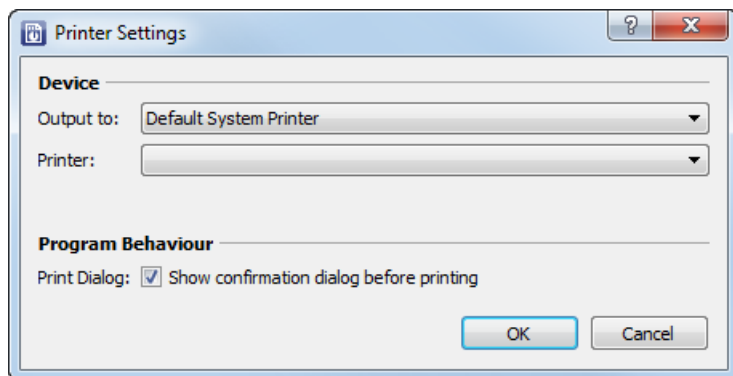 Printer Settings
Device
Output to: Default System Printer
Printer:
Program Behaviour
Print Dialog: Show confirmation dialog before printing
OK Cancel